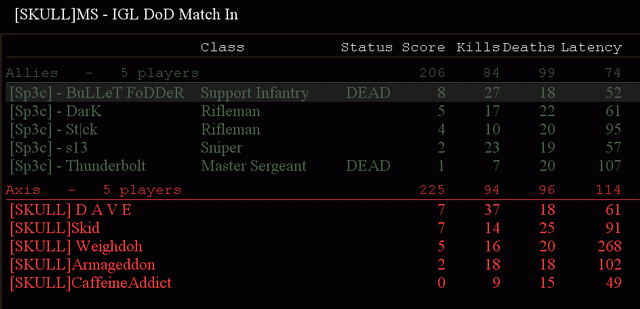 [SKULL]MS - IGL DoD Match In
Class Status Score Kills Deaths Latency
Allies - 5 players 206 84 99 74
[Sp3c] - BuLLeT FoDDeR Support Infantry DEAD 8 27 18 52
[Sp3c] - DarK Rifleman 5 17 22 61
[Sp3c] - St|ck Rifleman 4 10 20 95
[Sp3c] - s13 Sniper 2 23 19 57
[Sp3c] - Thunderbolt Master Sergeant DEAD 1 7 20 107
Axis - 5 players 225 94 96 114
[SKULL] D A V E 7 37 18 61
[SKULL]Skid 7 14 25 91
[SKULL] Weighdoh 5 16 20 268
[SKULL]Armageddon 2 18 18 102
[SKULL]CaffeineAddict 0 9 15 49